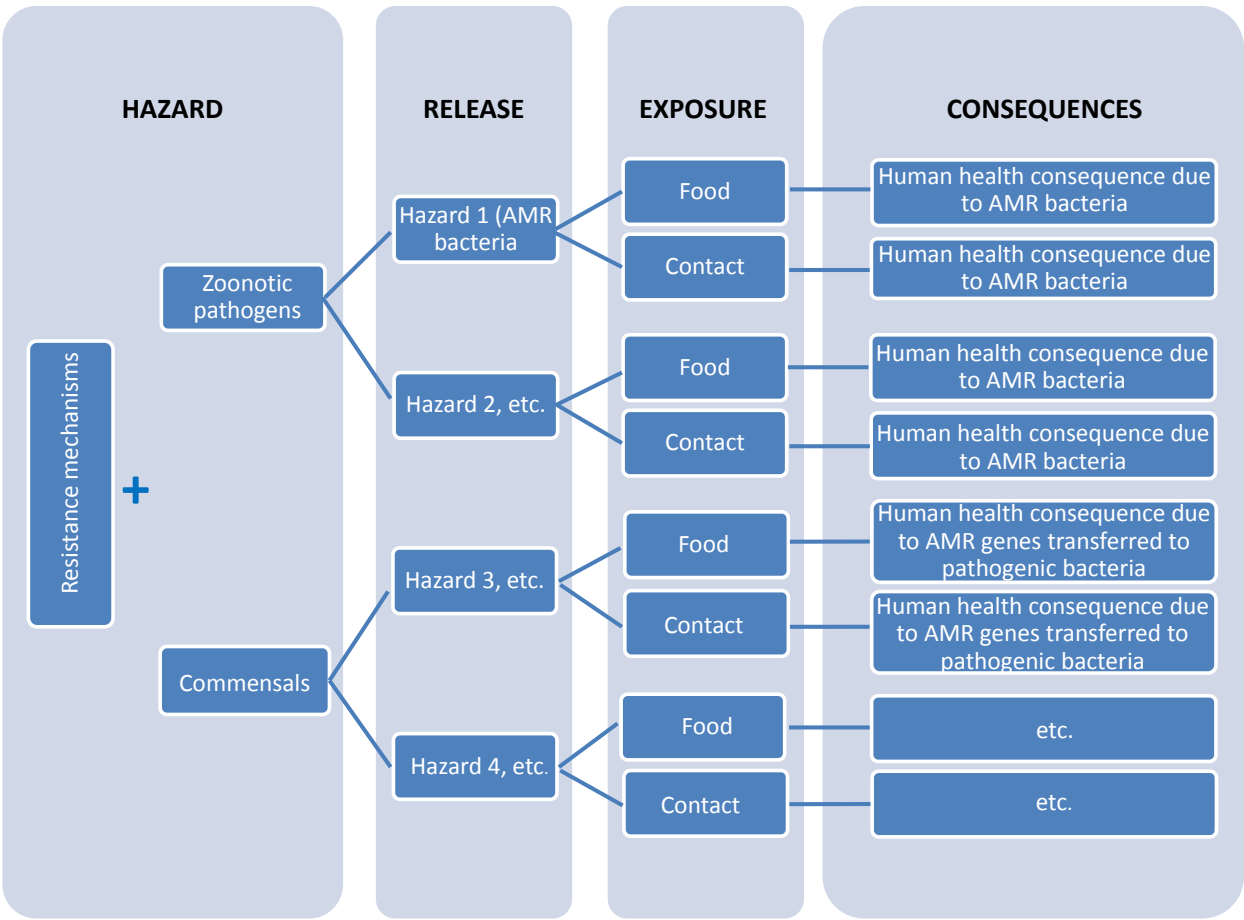 HAZARD
RELEASE
EXPOSURE
CONSEQUENCES
Resistance mechanisms
+
Zoonotic
pathogens
Commensals
Hazard 1 (AMR
bacteria
Hazard 2, etc.
Hazard 3, etc.
Hazard 4, etc.
Food
Contact
Food
Contact
Food
Contact
Food
Contact
Human health consequence due
to AMR bacteria
Human health consequence due
to AMR bacteria
Human health consequence due
to AMR bacteria
Human health consequence due
to AMR bacteria
Human health consequence due
to AMR genes transferred to
pathogenic bacteria
Human health consequence due
to AMR genes transferred to
pathogenic bacteria
etc.
etc.